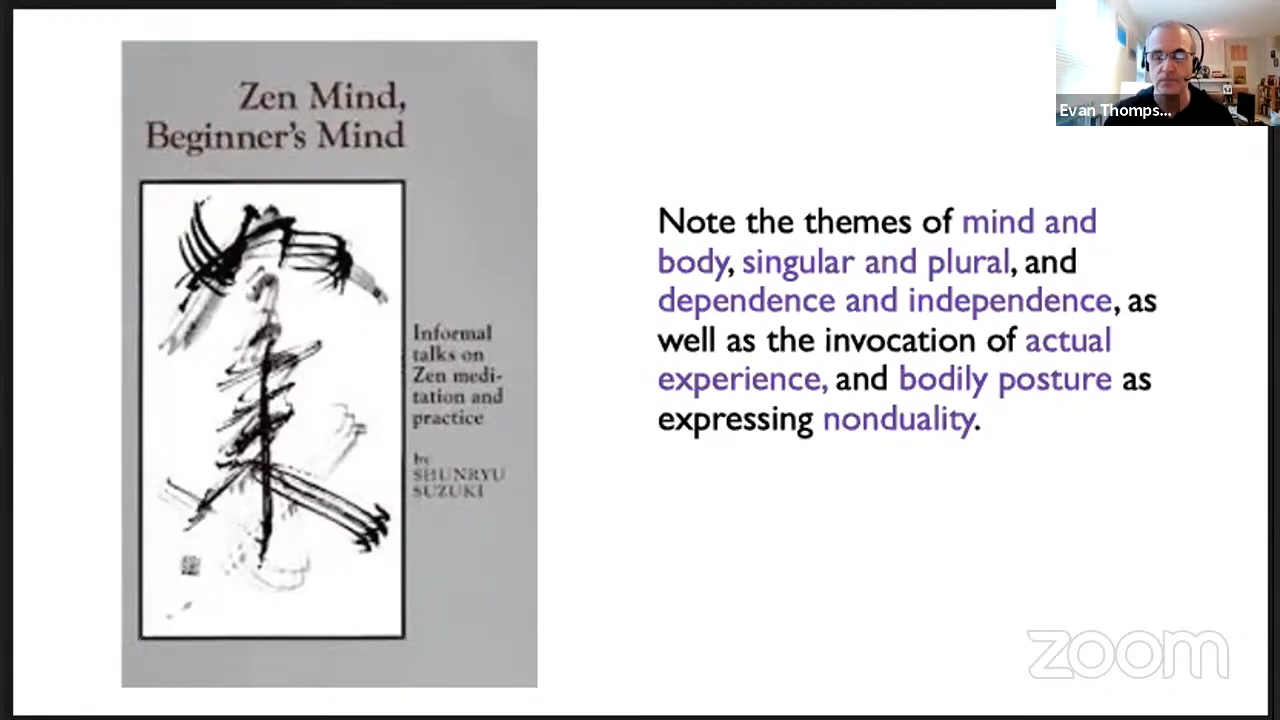 Zen Mind,
Beginner's Mind
Informal
talks on
Zen medi-
tation and
practice
by
SHUNRYU
SUZUKI
Note the themes of mind and
body, singular and plural, and
dependence and independence, as
well as the invocation of actual
experience, and bodily posture as
expressing nonduality.
Evan Thomps...
zoom